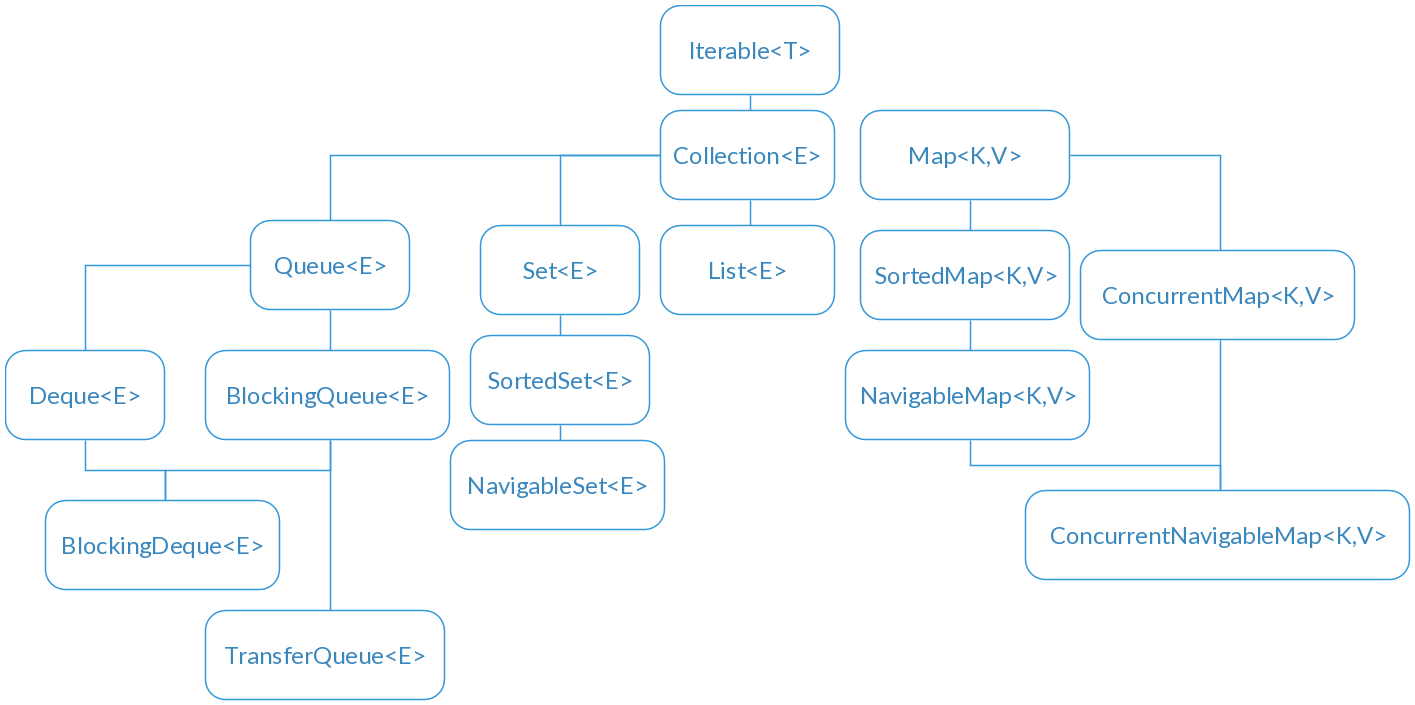 Iterable<T>
Collection<E>
Map<K,V>
Queue<E>
Set<E>
List<E>
SortedMap<K,V>
ConcurrentMap<K,V>
Deque<E>
BlockingQueue<E>
SortedSet<E>
NavigableMap<K,V>
NavigableSet<E>
BlockingDeque<E>
ConcurrentNavigableMap<K,V>
TransferQueue<E>